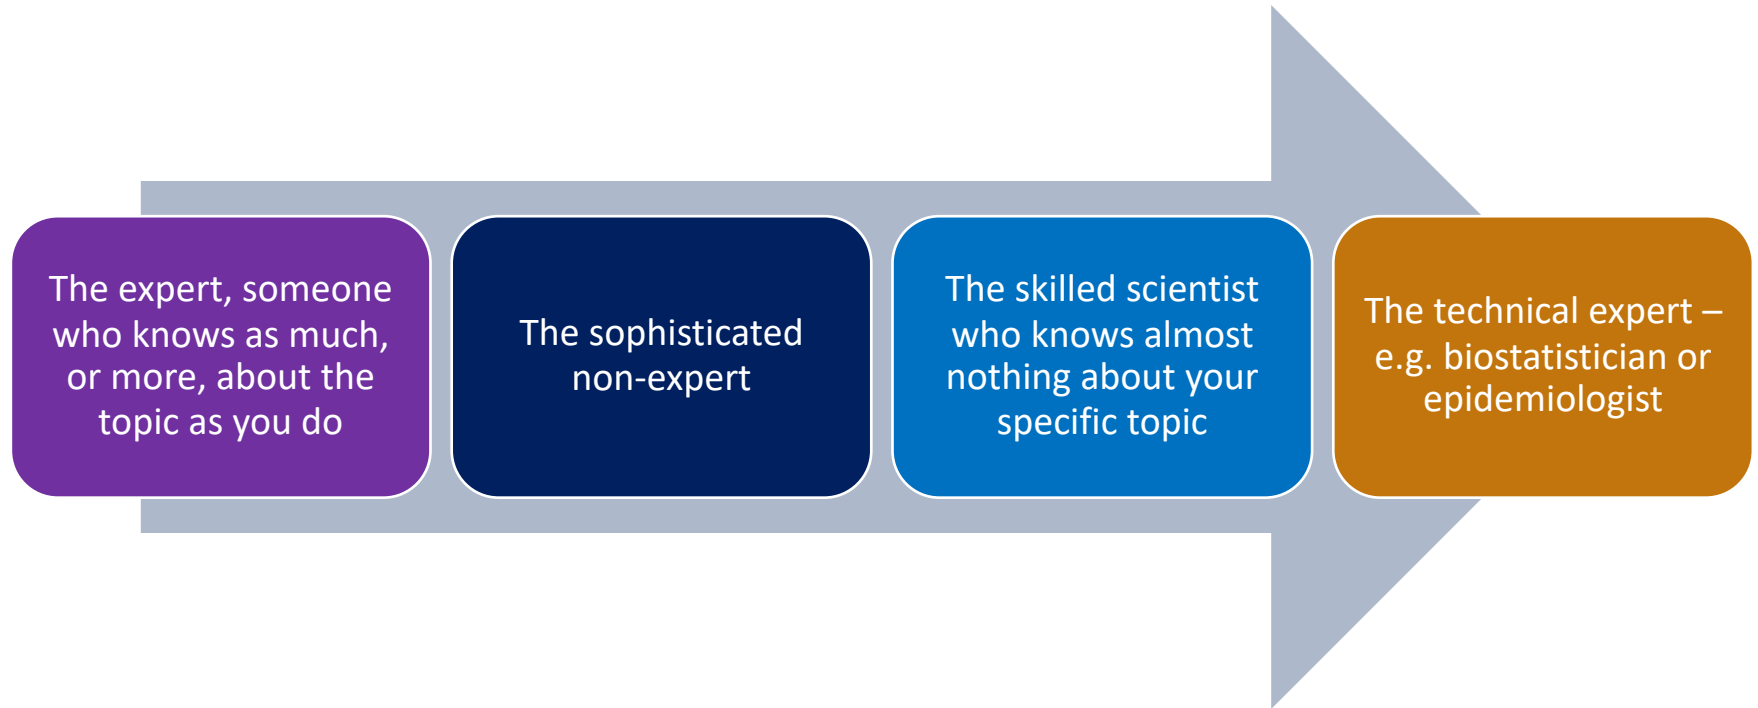 The expert, someone
who knows as much,
or more, about the
topic as you do
The sophisticated
non-expert
The skilled scientist
who knows almost
nothing about your
specific topic
The technical expert –
e.g. biostatistician or
epidemiologist